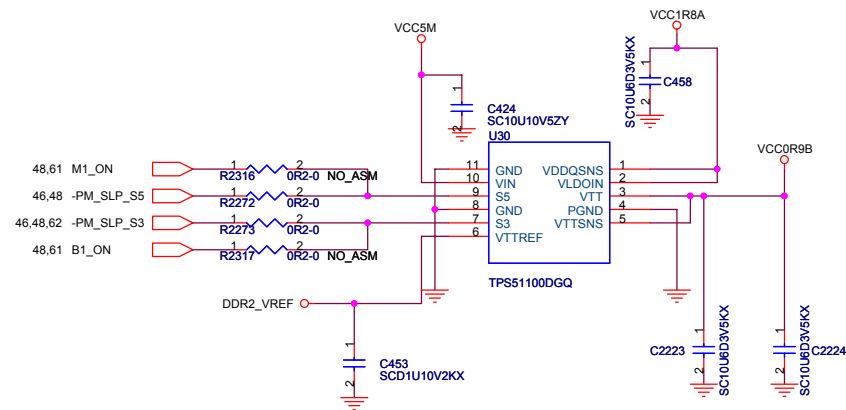 VCC1R8A
VCC5M
1
C458
2
SC10U6D3V5KX
1
C424
SC10U10V5ZY
2
U30
VCC0R9B
48,61 M1_ON
1 2
R2316 0R2-0 NO_ASM
46,48 -PM_SLP_S5
1 2
R2272 0R2-0
46,48,62 -PM_SLP_S3
1 2
R2273 0R2-0
48,61 B1_ON
1 2
R2317 0R2-0 NO_ASM
11 GND VDDQSNS 1
10 VIN VLDOIN 2
9 S5 VTT 3
8 GND PGND 4
7 S3 VTTSNS 5
6 VTTREF
TPS51100DGQ
DDR2_VREF
1
C453
SCD1U10V2KX
2
1
C2223
2
SC10U6D3V5KX
1
C2224
2
SC10U6D3V5KX